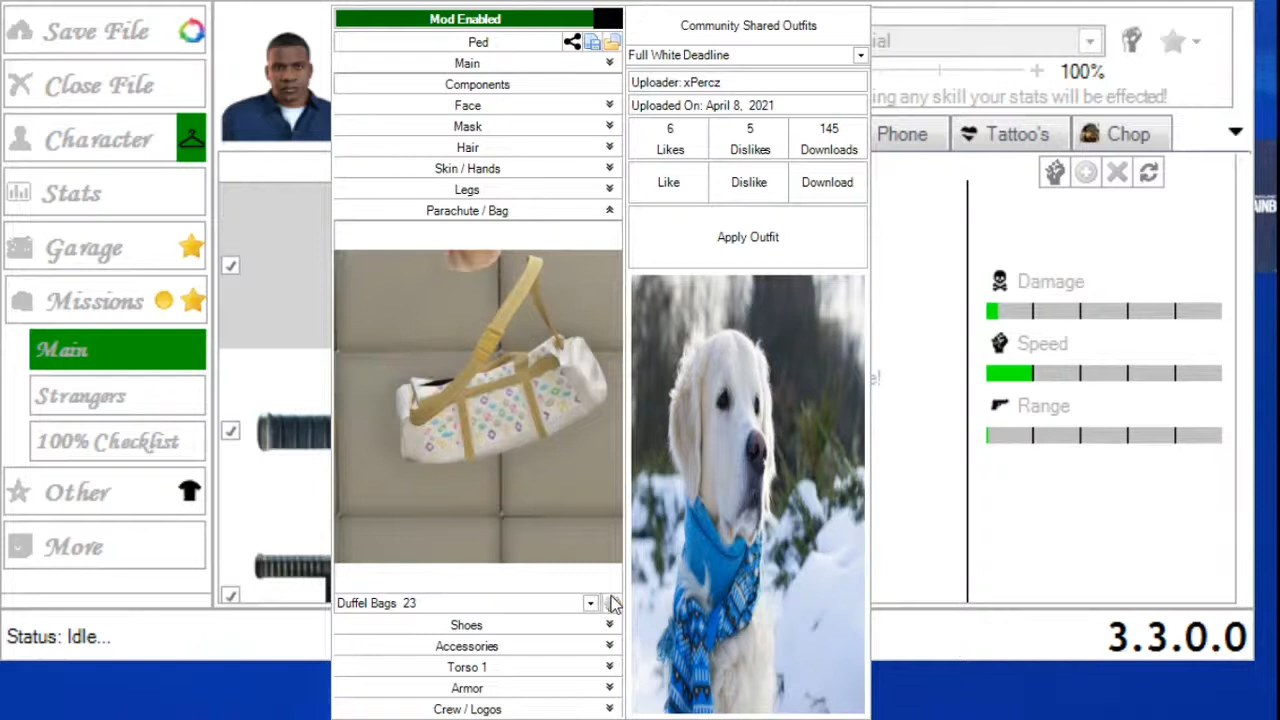 Save File
Close File
Character
Stats
Garage
Missions
Main
Strangers
100% Checklist
Other
More
Status: Idle...
Mod Enabled
Ped
Main
Components
Face
Mask
Hair
Skin / Hands
Legs
Parachute / Bag
Duffel Bags 23
Shoes
Accessories
Torso 1
Armor
Crew / Logos
Community Shared Outfits
Full White Deadline
Uploader: xPercz
Uploaded On: April 8, 2021
6 5 145
Likes Dislikes Downloads
Like Dislike Download
Apply Outfit
ial
100%
ing any skill your stats will be effected!
Phone Tattoo's Chop
Damage
Speed
Range
3.3.0.0